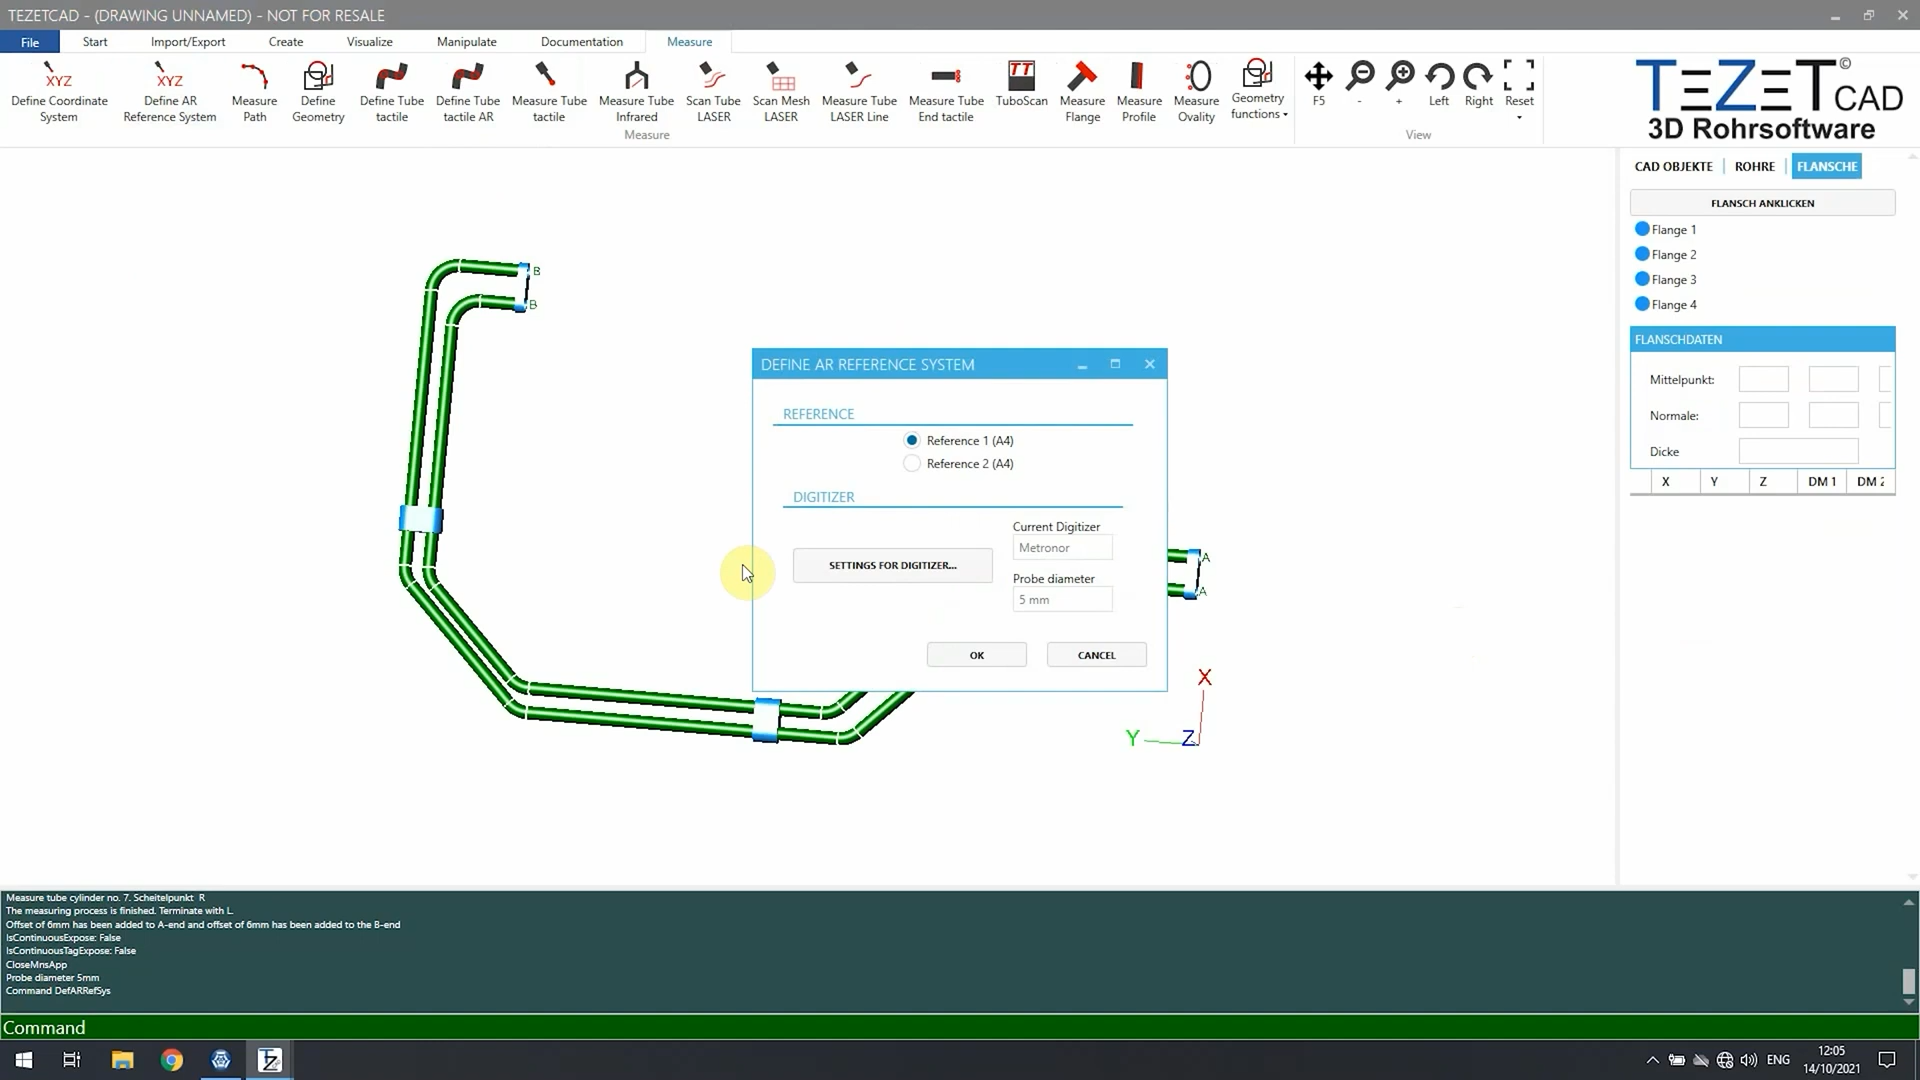 TEZETCAD - (DRAWING UNNAMED) - NOT FOR RESALE
File
Start
Import/Export
Create
Visualize
Manipulate
Documentation
Measure
XYZ
Define Coordinate
System
XYZ
Define AR
Reference System
Measure
Path
Define
Geometry
Define Tube
tactile
Define Tube
tactile AR
Measure Tube
tactile
Measure Tube
Infrared
Scan Tube
LASER
Scan Mesh
LASER
Measure Tube
LASER Line
Measure Tube
End tactile
TT
TuboScan
Measure
Flange
Measure
Profile
Measure
Ovality
Geometry
functions
Measure
F5
-
+
Left
Right
Reset
View
TEZET CAD ©
3D Rohrsoftware
CAD OBJEKTE
ROHRE
FLANSCHE
FLANSCH ANKLICKEN
Flange 1
Flange 2
Flange 3
Flange 4
FLANSCHDATEN
Mittelpunkt:
Normale:
Dicke
X Y Z DM 1 DM 2
B
B
DEFINE AR REFERENCE SYSTEM
REFERENCE
Reference 1 (A4)
Reference 2 (A4)
DIGITIZER
Current Digitizer
Metronor
SETTINGS FOR DIGITIZER...
Probe diameter
5 mm
OK
CANCEL
A
A
X
Y
Z
Measure tube cylinder no. 7. Scheitelpunkt R
The measuring process is finished. Terminate with L.
Offset of 6mm has been added to A-end and offset of 6mm has been added to the B-end
IsContinuousExpose: False
IsContinuousTagExpose: False
CloseMnsApp
Probe diameter 5mm
Command DefARRefSys
Command
TZ
ENG
12:05
14/10/2021